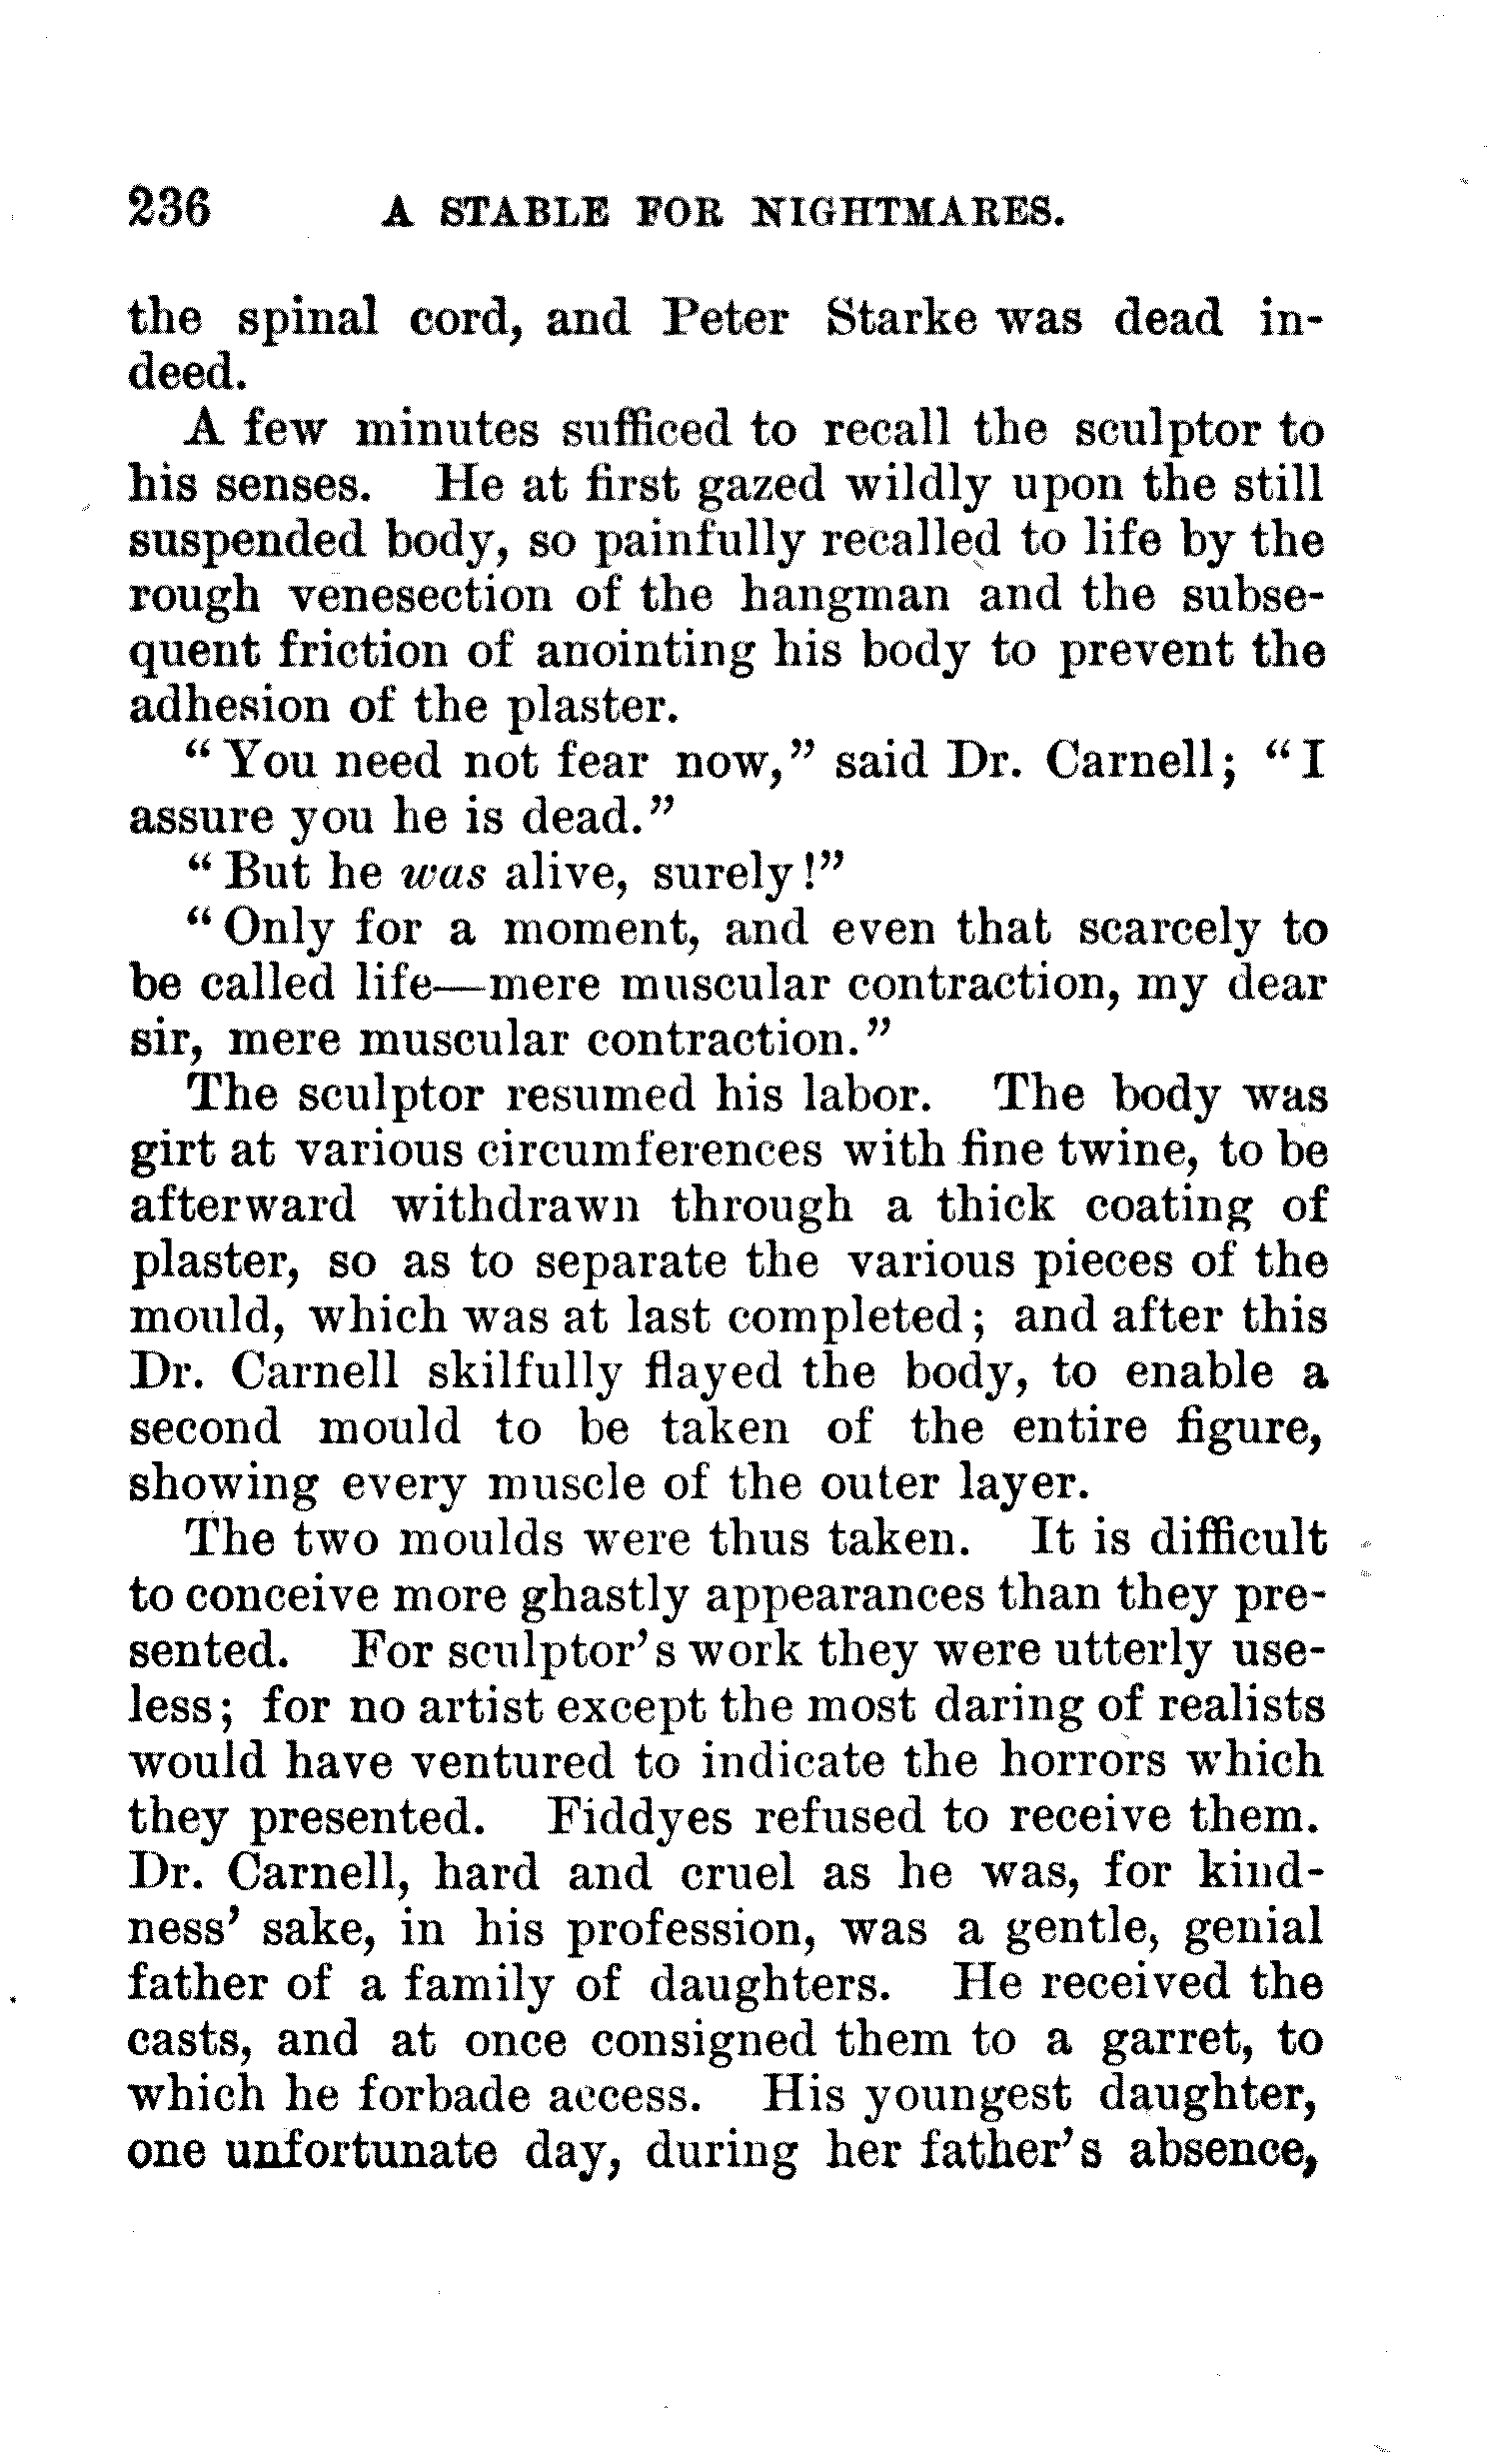 236 A STABLE FOR NIGHTMARES.
the spinal cord, and Peter Starke was dead in-
deed.
A few minutes sufficed to recall the sculptor to
his senses. He at first gazed wildly upon the still
suspended body, so painfully recalled to life by the
rough venesection of the hangman and the subse-
quent friction of anointing his body to prevent the
adhesion of the plaster.
“You need not fear now,” said Dr. Carnell; “I
assure you he is dead.”
“But he was alive, surely!”
“Only for a moment, and even that scarcely to
be called life—mere muscular contraction, my dear
sir, mere muscular contraction.”
The sculptor resumed his labor. The body was
girt at various circumferences with fine twine, to be
afterward withdrawn through a thick coating of
plaster, so as to separate the various pieces of the
mould, which was at last completed; and after this
Dr. Carnell skilfully flayed the body, to enable a
second mould to be taken of the entire figure,
showing every muscle of the outer layer.
The two moulds were thus taken. It is difficult
to conceive more ghastly appearances than they pre-
sented. For sculptor’s work they were utterly use-
less; for no artist except the most daring of realists
would have ventured to indicate the horrors which
they presented. Fiddyes refused to receive them.
Dr. Carnell, hard and cruel as he was, for kind-
ness’ sake, in his profession, was a gentle, genial
father of a family of daughters. He received the
casts, and at once consigned them to a garret, to
which he forbade access. His youngest daughter,
one unfortunate day, during her father’s absence,